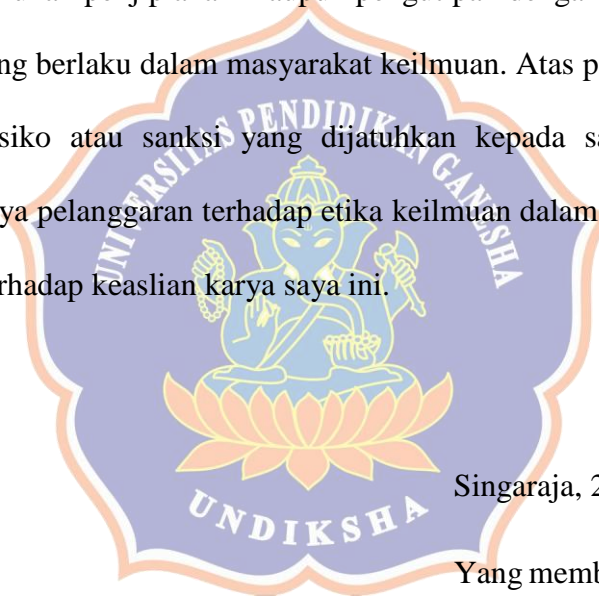 ng berlaku dalam masyarakat keilmuan. Atas p
siko atau sanksi yang dijatuhkan kepada sa
ya pelanggaran terhadap etika keilmuan dalam
rhadap keaslian karya saya ini.
UNIVERSITAS PENDIDIKAN GANESHA
UNDIKSHA
Singaraja, 2
Yang memb